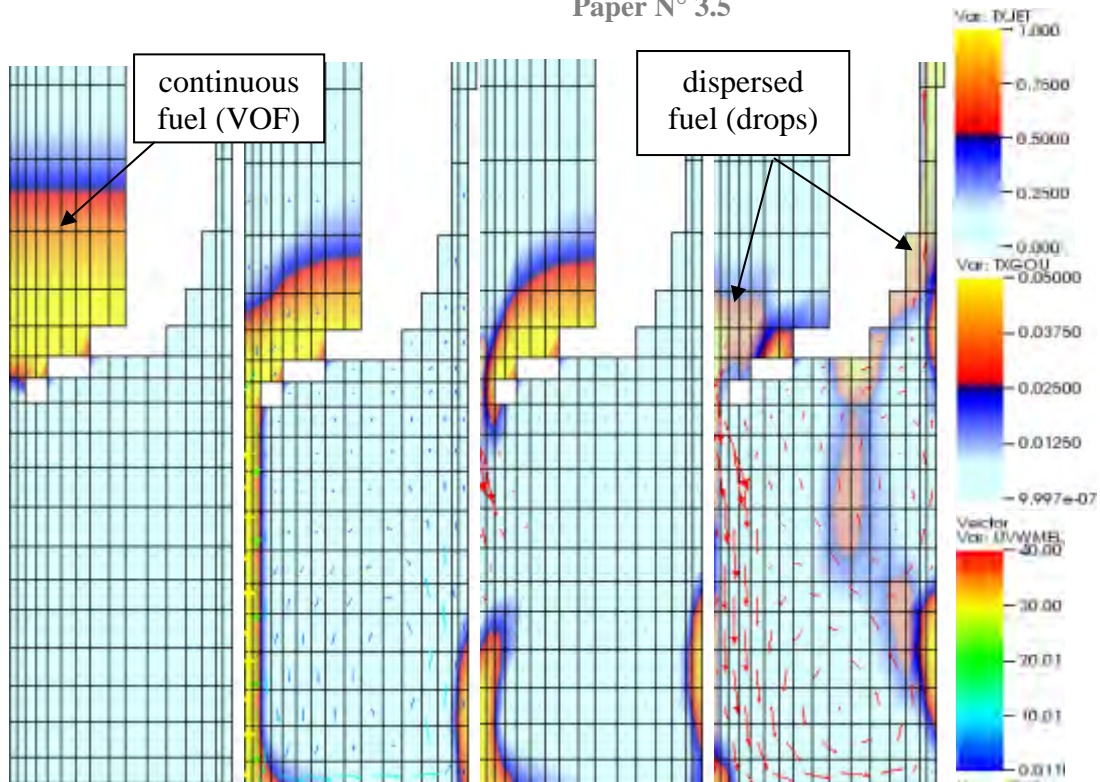 Paper N° 3.5
continuous
fuel (VOF)
dispersed
fuel (drops)
Var: TXJET
1.000
0.7500
0.5000
0.2500
0.000
Var: TXGOU
0.05000
0.03750
0.02500
0.01250
9.997e-07
Vector
Var: UVWMEL
40.00
30.00
20.01
10.01